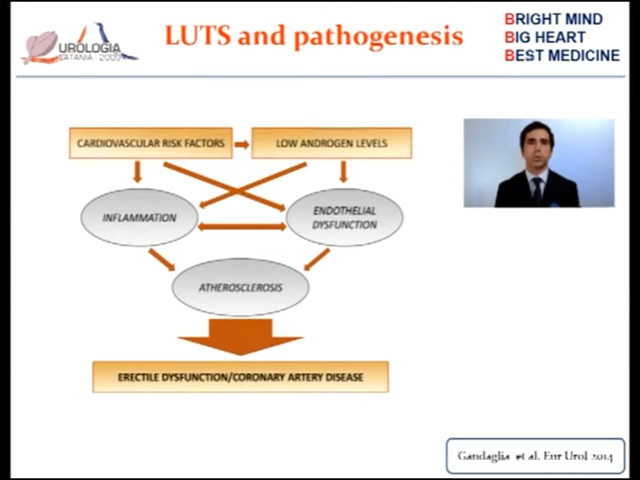 UROLOGIA
CATANIA - 2000
LUTS and pathogenesis
BRIGHT MIND
BIG HEART
BEST MEDICINE
CARDIOVASCULAR RISK FACTORS
LOW ANDROGEN LEVELS
INFLAMMATION
ENDOTHELIAL
DYSFUNCTION
ATHEROSCLEROSIS
ERECTILE DYSFUNCTION/CORONARY ARTERY DISEASE
Gandaglia et al. Eur Urol 2014